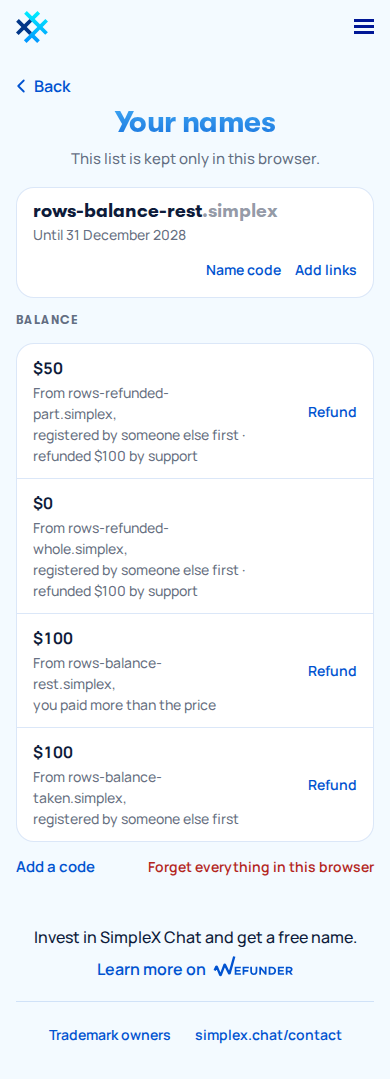 Back
Your names
This list is kept only in this browser.
rows-balance-rest.simplex
Until 31 December 2028
Name code Add links
BALANCE
$50
From rows-refunded-
part.simplex,
registered by someone else first ·
refunded $100 by support
Refund
$0
From rows-refunded-
whole.simplex,
registered by someone else first ·
refunded $100 by support
$100
From rows-balance-
rest.simplex,
you paid more than the price
Refund
$100
From rows-balance-
taken.simplex,
registered by someone else first
Refund
Add a code Forget everything in this browser
Invest in SimpleX Chat and get a free name.
Learn more on WEFUNDER
Trademark owners simplex.chat/contact